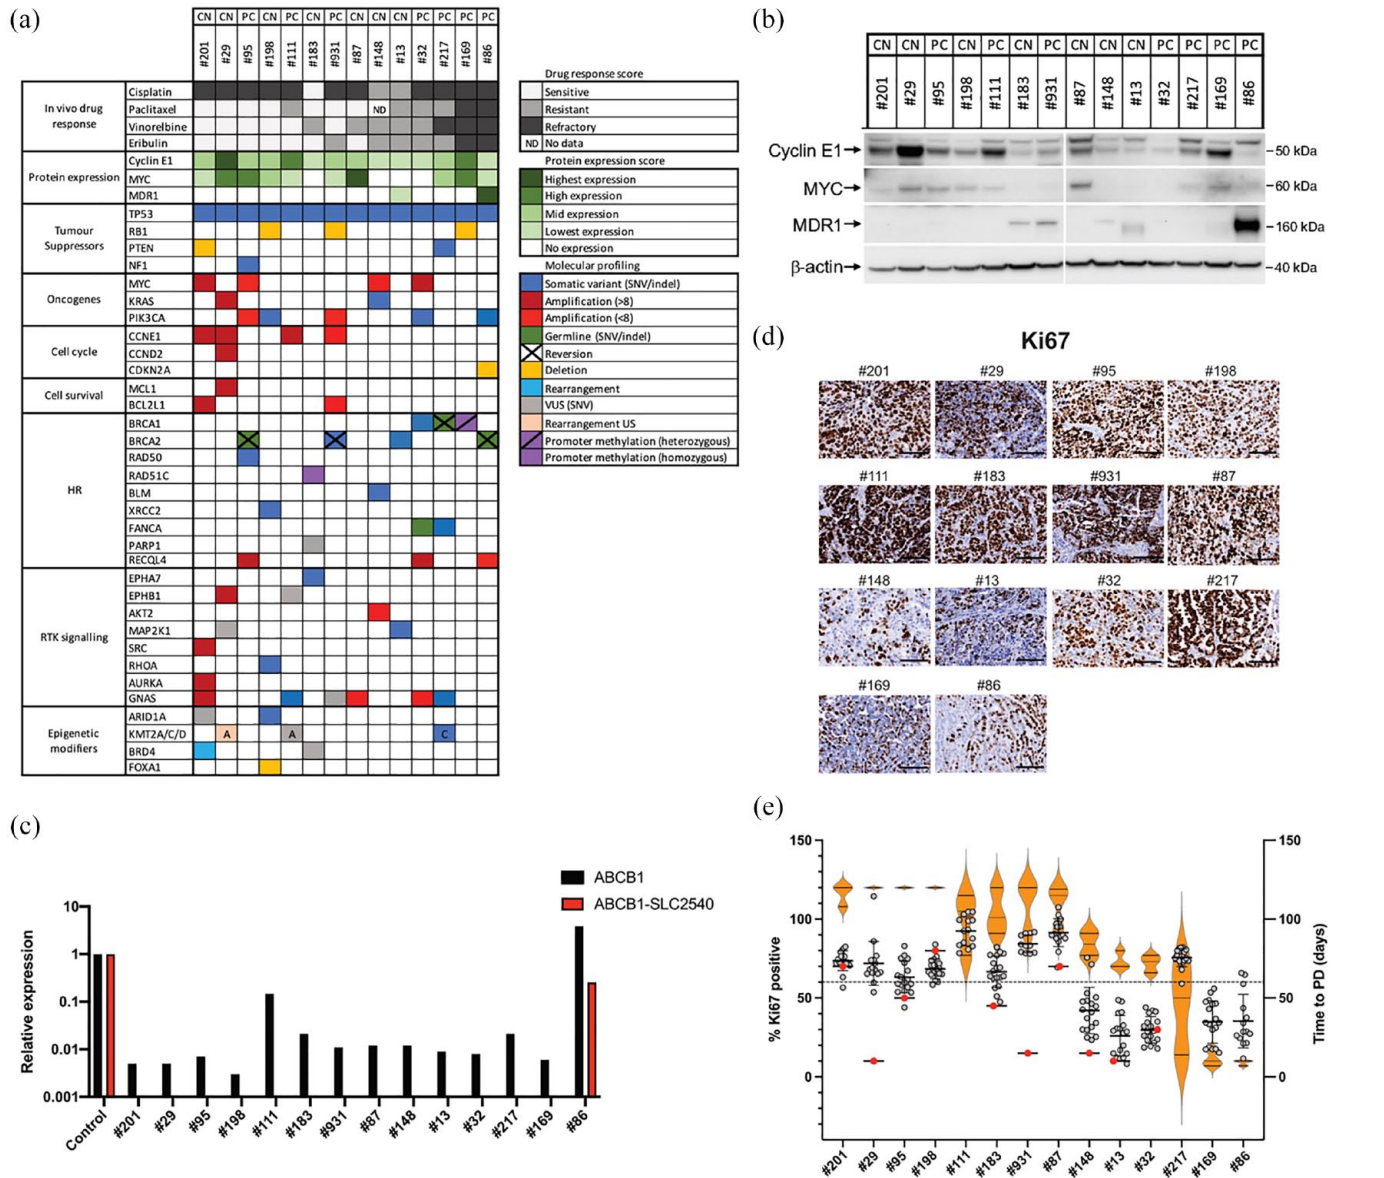 (a)
CN CN PC CN PC CN PC CN CN CN PC PC PC PC
#201 #29 #95 #198 #111 #183 #931 #87 #148 #13 #32 #217 #169 #86
In vivo drug response
Cisplatin
Paclitaxel ND
Vinorelbine
Eribulin
Protein expression
Cyclin E1
MYC
MDR1
Tumour Suppressors
TP53
RB1
PTEN
NF1
Oncogenes
MYC
KRAS
PIK3CA
Cell cycle
CCNE1
CCND2
CDKN2A
Cell survival
MCL1
BCL2L1
HR
BRCA1
BRCA2
RAD50
RAD51C
BLM
XRCC2
FANCA
PARP1
RECQL4
RTK signalling
EPHA7
EPHB1
AKT2
MAP2K1
SRC
RHOA
AURKA
GNAS
Epigenetic modifiers
ARID1A
KMT2A/C/D A A C
BRD4
FOXA1
Drug response score
Sensitive
Resistant
Refractory
ND No data
Protein expression score
Highest expression
High expression
Mid expression
Lowest expression
No expression
Molecular profiling
Somatic variant (SNV/indel)
Amplification (>8)
Amplification (<8)
Germline (SNV/indel)
Reversion
Deletion
Rearrangement
VUS (SNV)
Rearrangement US
Promoter methylation (heterozygous)
Promoter methylation (homozygous)
(b)
CN CN PC CN PC CN PC CN CN CN PC PC PC PC
#201 #29 #95 #198 #111 #183 #931 #87 #148 #13 #32 #217 #169 #86
Cyclin E1 50 kDa
MYC 60 kDa
MDR1 160 kDa
β-actin 40 kDa
(c)
ABCB1
ABCB1-SLC2540
Relative expression
10
1
0.1
0.01
0.001
Control #201 #29 #95 #198 #111 #183 #931 #87 #148 #13 #32 #217 #169 #86
(d)
Ki67
#201 #29 #95 #198
#111 #183 #931 #87
#148 #13 #32 #217
#169 #86
(e)
% Ki67 positive
150
100
50
0
150
100
50
0
Time to PD (days)
#201 #29 #95 #198 #111 #183 #931 #87 #148 #13 #32 #217 #169 #86